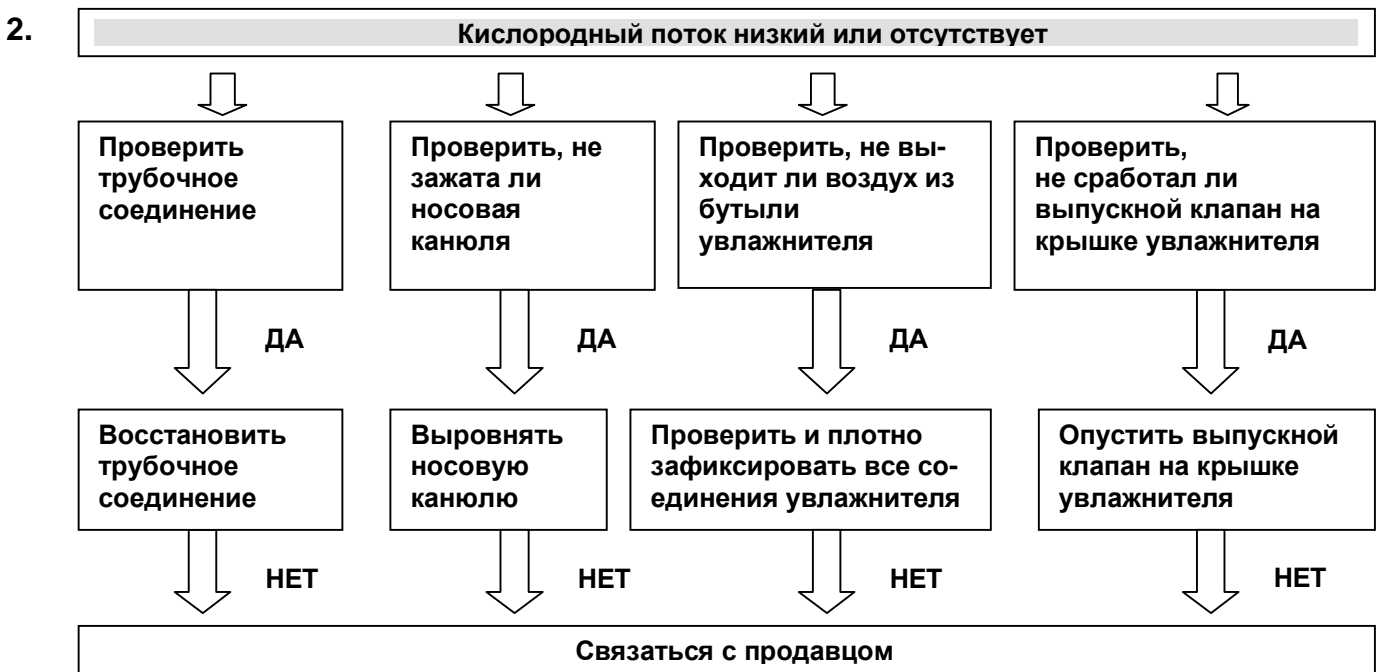 2.
Кислородный поток низкий или отсутствует
Проверить
трубочное
соединение
Проверить, не
зажата ли
носовая
канюля
Проверить, не вы-
ходит ли воздух из
бутыли
увлажнителя
Проверить,
не сработал ли
выпускной клапан на
крышке увлажнителя
ДА
ДА
ДА
ДА
Восстановить
трубочное
соединение
Выровнять
носовую
канюлю
Проверить и плотно
зафиксировать все со-
единения увлажнителя
Опустить выпускной
клапан на крышке
увлажнителя
НЕТ
НЕТ
НЕТ
НЕТ
Связаться с продавцом